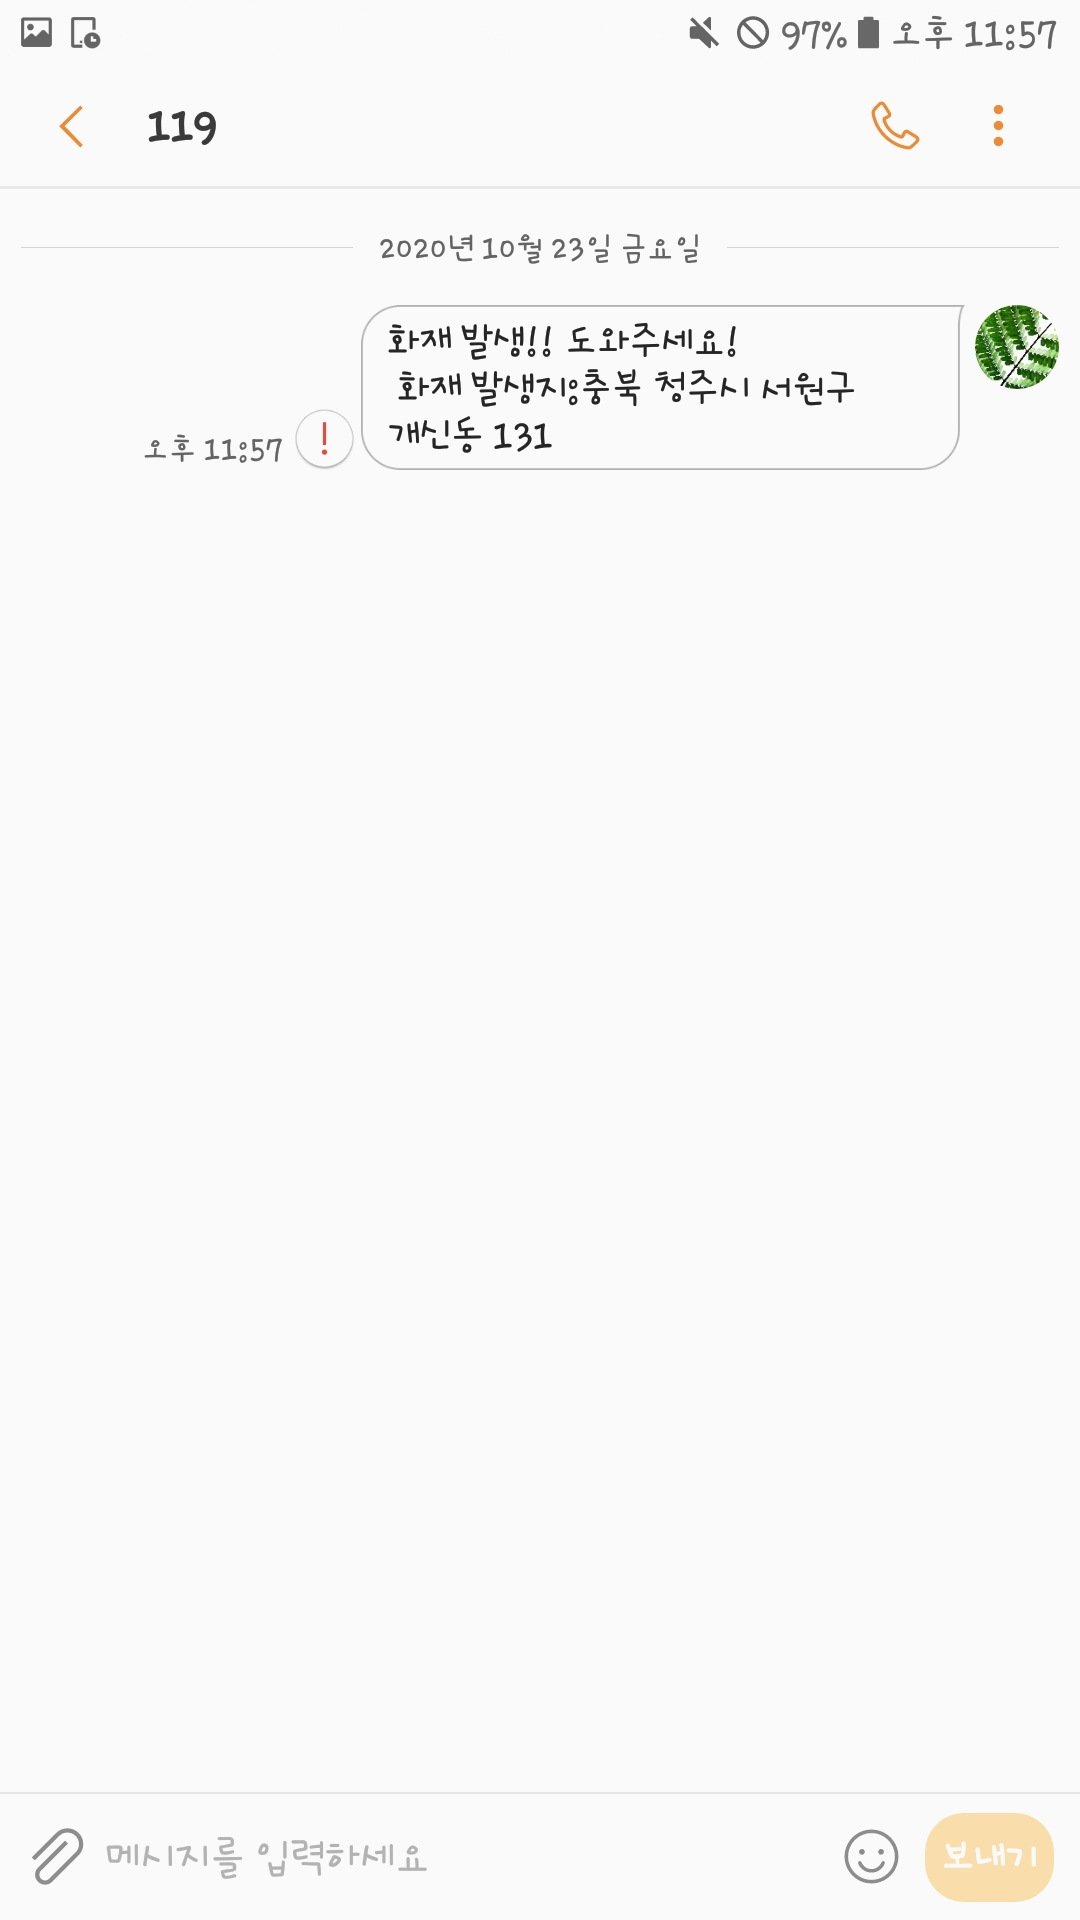 97% 오후 11:57
119
2020년 10월 23일 금요일
화재 발생!! 도와주세요!
화재 발생지:충북 청주시 서원구
개신동 131
오후 11:57 !
메시지를 입력하세요
보내기